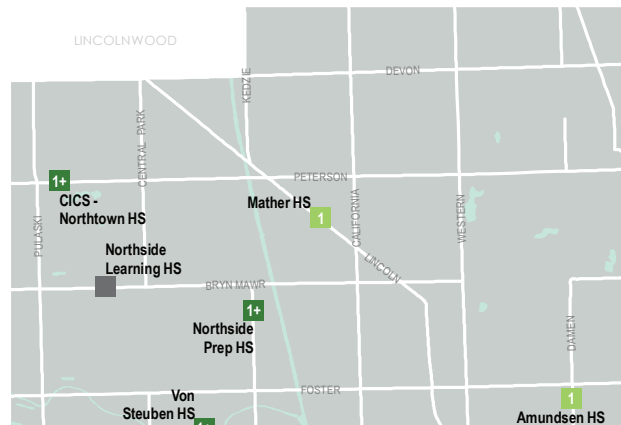 LINCOLNWOOD
DEVON
KEDZIE
CENTRAL PARK
PETERSON
1+
CICS -
Northtown HS
Mather HS
1
CALIFORNIA
WESTERN
PULASKI
Northside
Learning HS
LINCOLN
BRYN MAWR
1+
Northside
Prep HS
DAMEN
FOSTER
Von
Steuben HS
1+
1
Amundsen HS